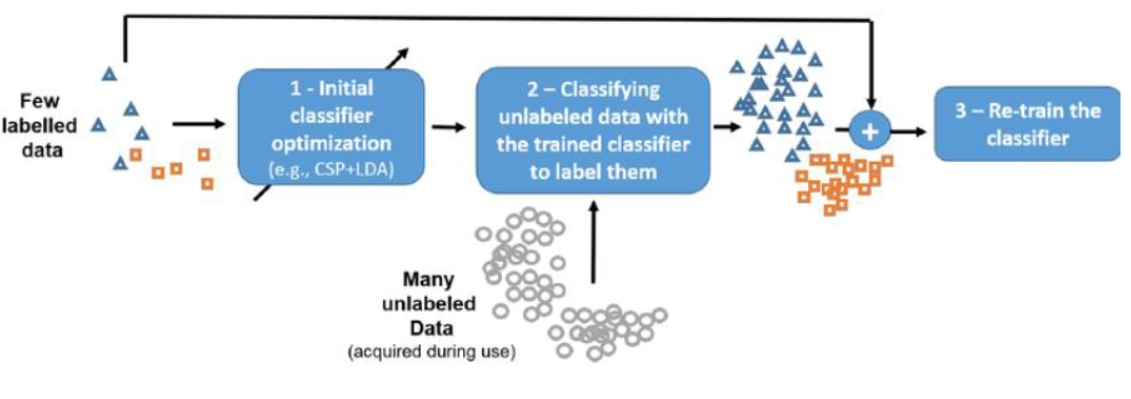 Few
labelled
data
1 - Initial
classifier
optimization
(e.g., CSP+LDA)
2 – Classifying
unlabeled data with
the trained classifier
to label them
+
3 – Re-train the
classifier
Many
unlabeled
Data
(acquired during use)